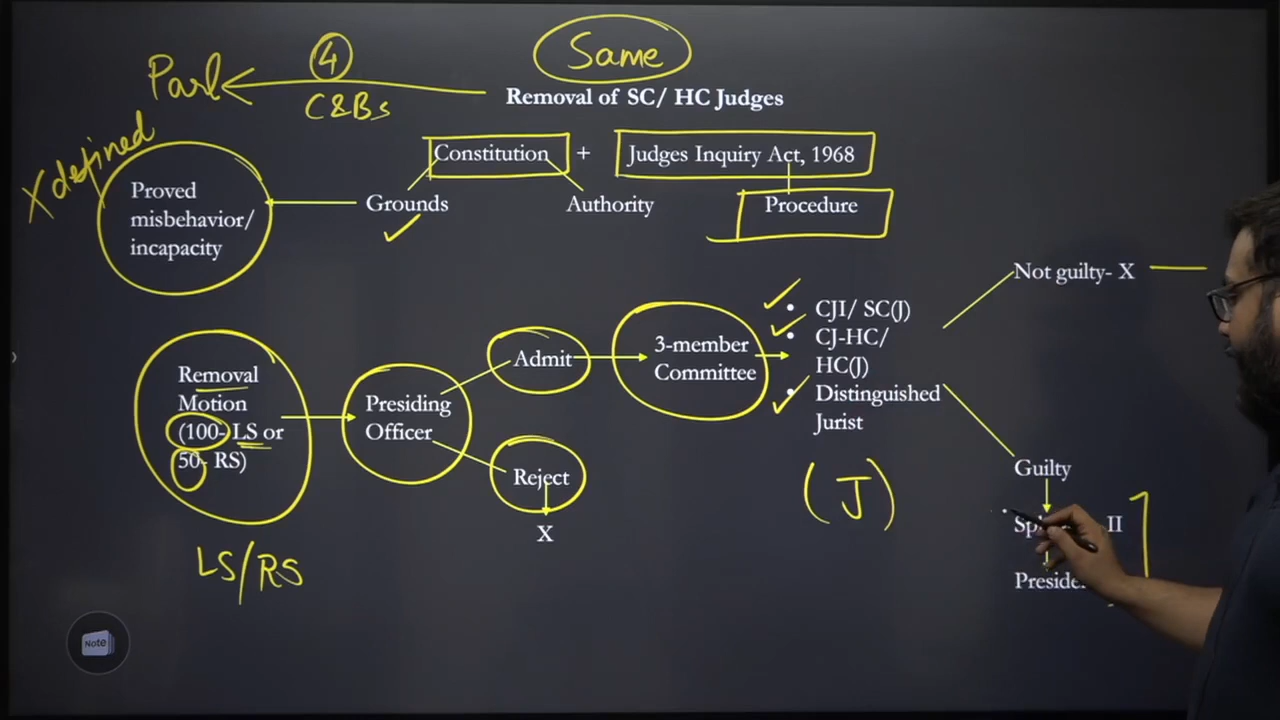 Same
Parl
4
C&Bs
Removal of SC/ HC Judges
X defined
Constitution + Judges Inquiry Act, 1968
Proved
misbehavior/
incapacity
Grounds
Authority
Procedure
Not guilty- X
Removal
Motion
(100- LS or
50- RS)
Presiding
Officer
Admit
Reject
X
3-member
Committee
• CJI/ SC(J)
• CJ-HC/
HC(J)
• Distinguished
Jurist
(J)
Guilty
II
LS/RS
Note